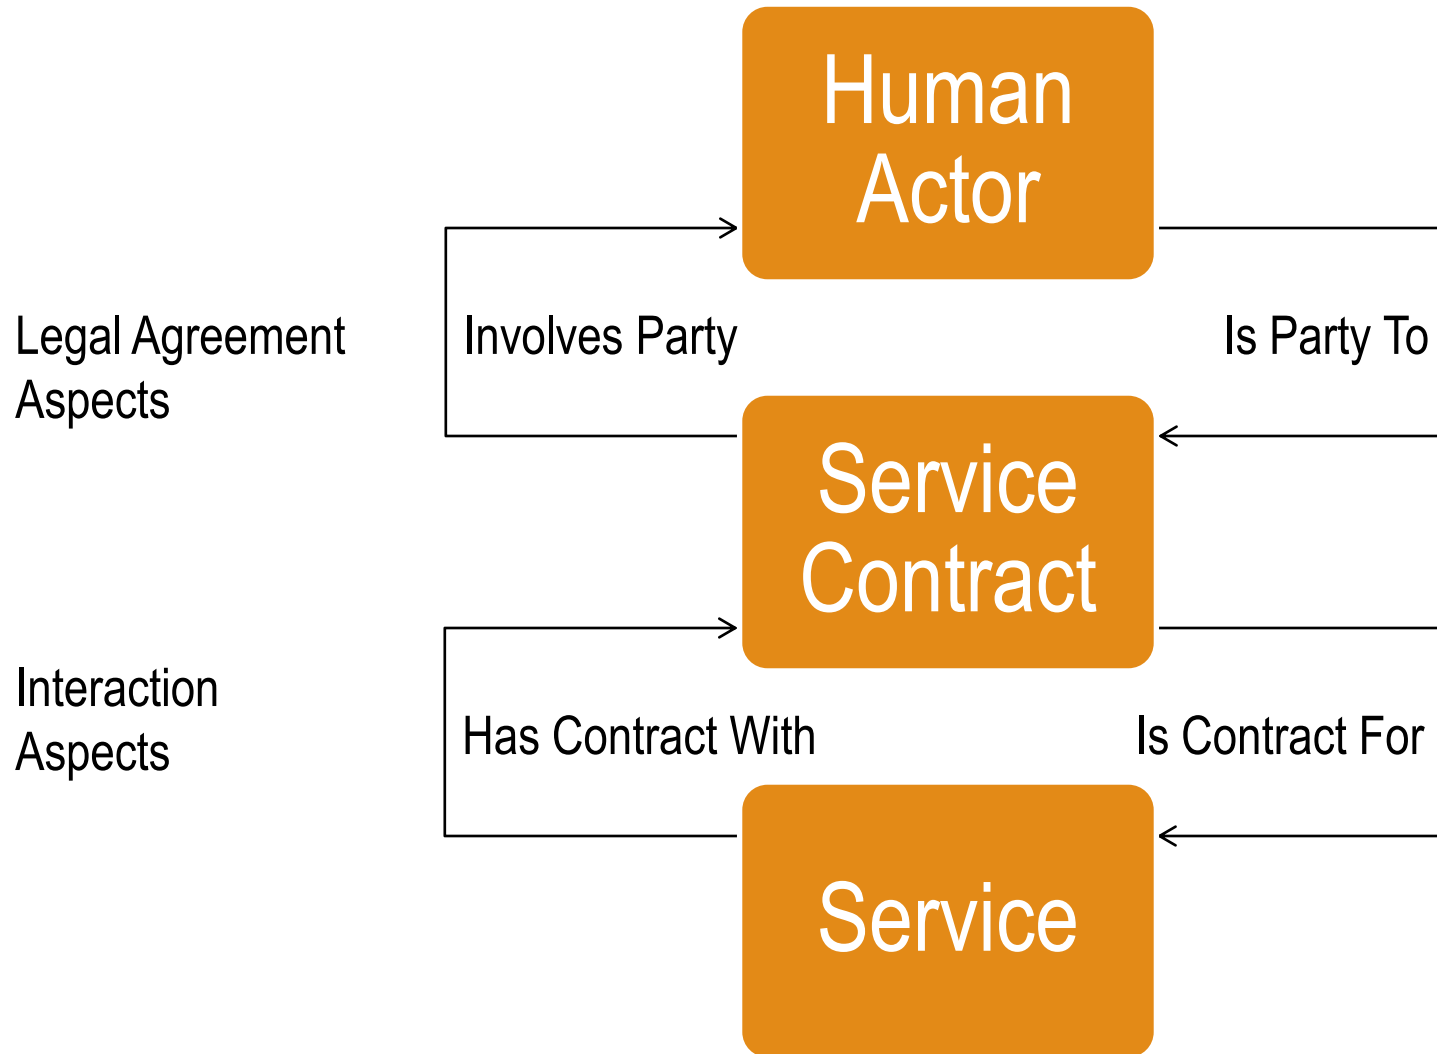 Human
Actor
Legal Agreement
Aspects
Involves Party
Is Party To
Service
Contract
Interaction
Aspects
Has Contract With
Is Contract For
Service